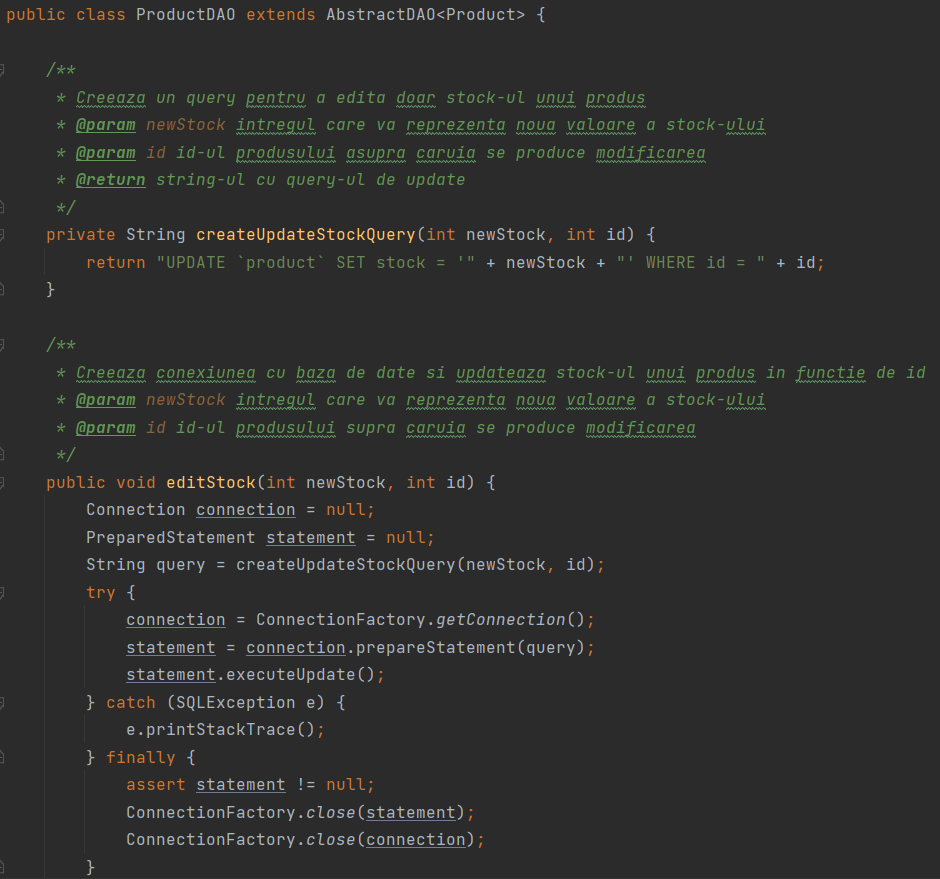 public class ProductDAO extends AbstractDAO<Product> {
/**
* Creeaza un query pentru a edita doar stock-ul unui produs
* @param newStock intregul care va reprezenta noua valoare a stock-ului
* @param id id-ul produsului asupra caruia se produce modificarea
* @return string-ul cu query-ul de update
*/
private String createUpdateStockQuery(int newStock, int id) {
return "UPDATE `product` SET stock = '" + newStock + "' WHERE id = " + id;
}
/**
* Creeaza conexiunea cu baza de date si updateaza stock-ul unui produs in functie de id
* @param newStock intregul care va reprezenta noua valoare a stock-ului
* @param id id-ul produsului supra caruia se produce modificarea
*/
public void editStock(int newStock, int id) {
Connection connection = null;
PreparedStatement statement = null;
String query = createUpdateStockQuery(newStock, id);
try {
connection = ConnectionFactory.getConnection();
statement = connection.prepareStatement(query);
statement.executeUpdate();
} catch (SQLException e) {
e.printStackTrace();
} finally {
assert statement != null;
ConnectionFactory.close(statement);
ConnectionFactory.close(connection);
}